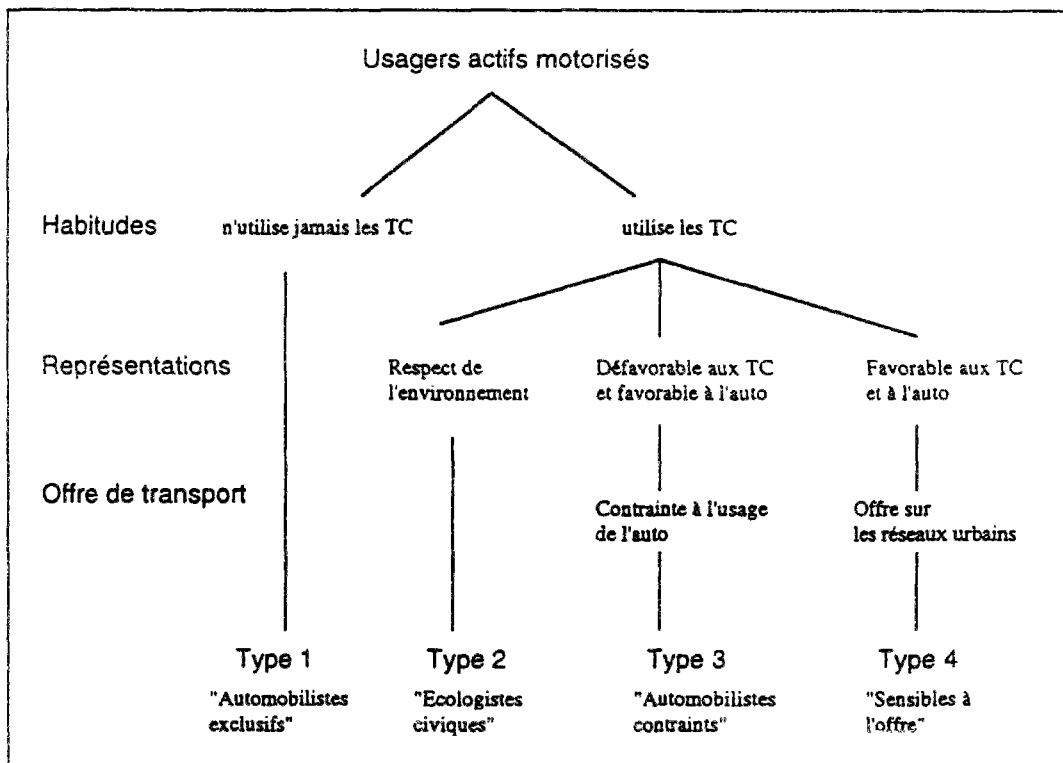 Usagers actifs motorisés
Habitudes
n'utilise jamais les TC
utilise les TC
Représentations
Respect de
l'environnement
Défavorable aux TC
et favorable à l'auto
Favorable aux TC
et à l'auto
Offre de transport
Contrainte à l'usage
de l'auto
Offre sur
les réseaux urbains
Type 1
"Automobilistes
exclusifs"
Type 2
"Ecologistes
civiques"
Type 3
"Automobilistes
contraints"
Type 4
"Sensibles à
l'offre"